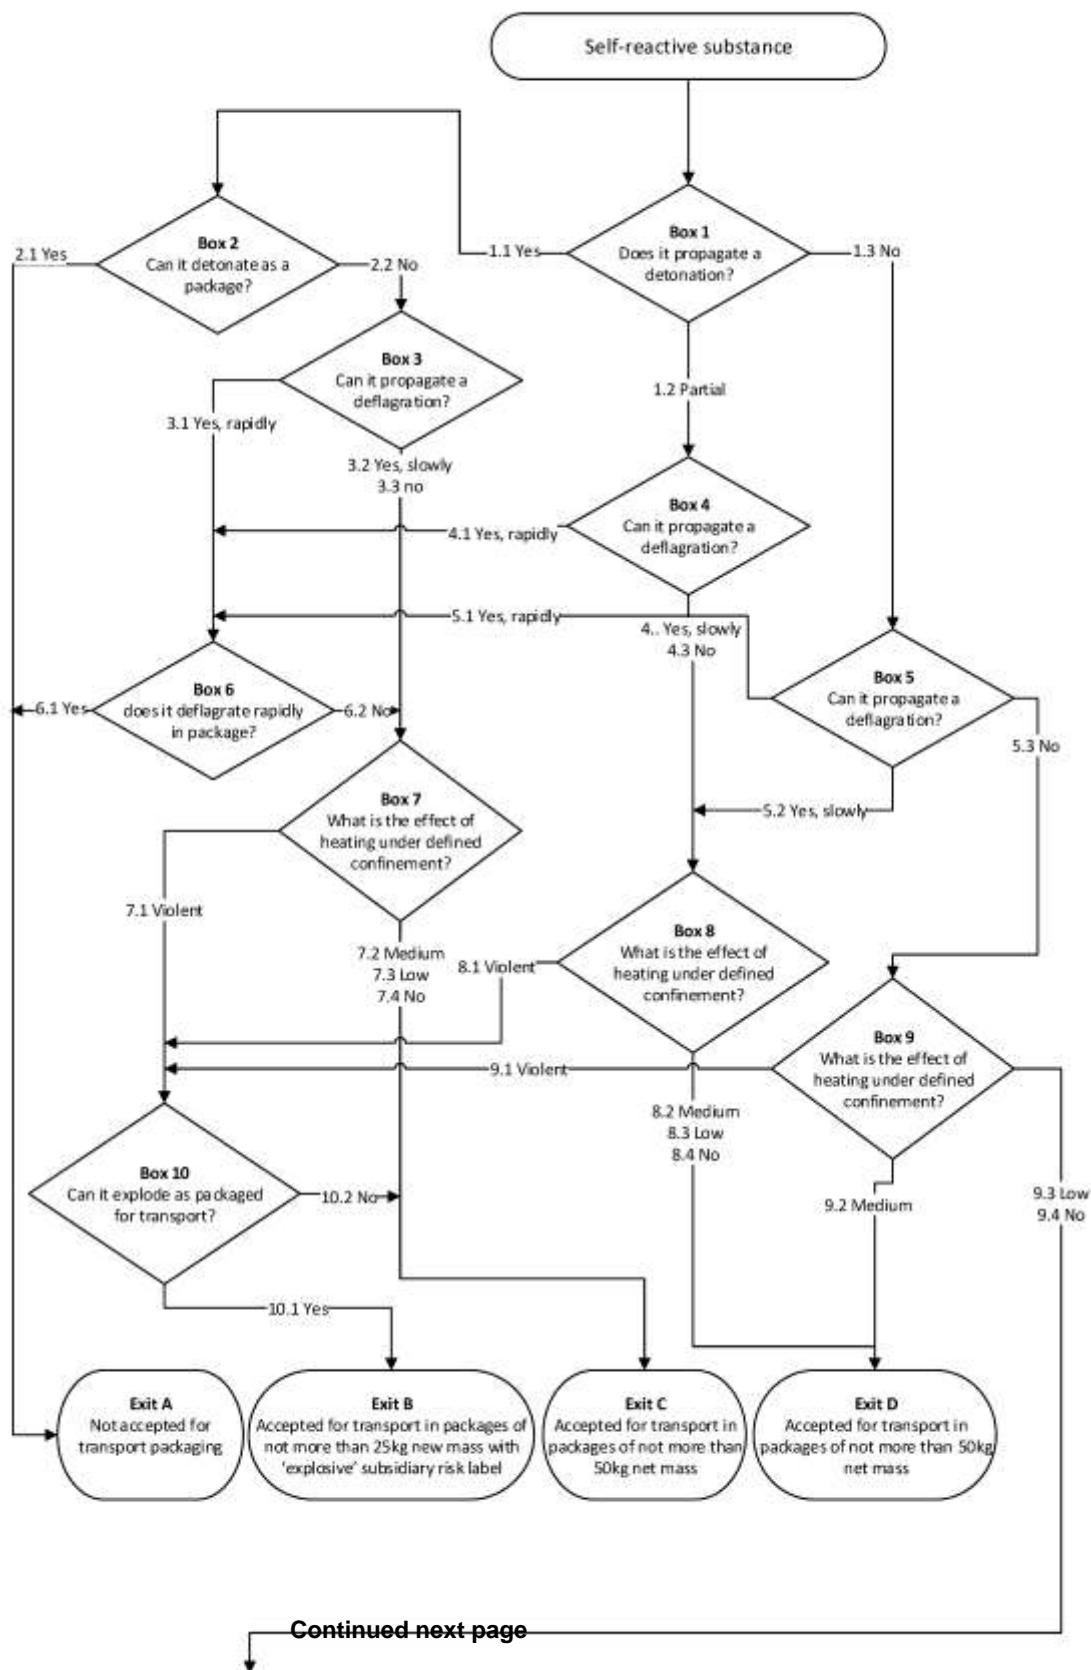 Self-reactive substance
Box 1
Does it propagate a
detonation?
1.1 Yes
1.3 No
1.2 Partial
Box 2
Can it detonate as a
package?
2.1 Yes
2.2 No
Box 3
Can it propagate a
deflagration?
3.1 Yes, rapidly
3.2 Yes, slowly
3.3 no
Box 4
Can it propagate a
deflagration?
4.1 Yes, rapidly
4.. Yes, slowly
4.3 No
5.1 Yes, rapidly
Box 5
Can it propagate a
deflagration?
5.3 No
5.2 Yes, slowly
Box 6
does it deflagrate rapidly
in package?
6.1 Yes
6.2 No
Box 7
What is the effect of
heating under defined
confinement?
7.1 Violent
7.2 Medium
7.3 Low
7.4 No
Box 8
What is the effect of
heating under defined
confinement?
8.1 Violent
8.2 Medium
8.3 Low
8.4 No
Box 9
What is the effect of
heating under defined
confinement?
9.1 Violent
9.2 Medium
9.3 Low
9.4 No
Box 10
Can it explode as packaged
for transport?
10.2 No
10.1 Yes
Exit A
Not accepted for
transport packaging
Exit B
Accepted for transport in packages of
not more than 25kg new mass with
'explosive' subsidiary risk label
Exit C
Accepted for transport in
packages of not more than
50kg net mass
Exit D
Accepted for transport in
packages of not more than 50kg
net mass
Continued next page